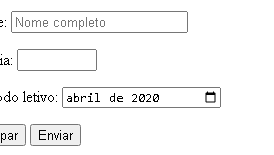 e: Nome completo
ia:
odo letivo: abril de 2020
par Enviar